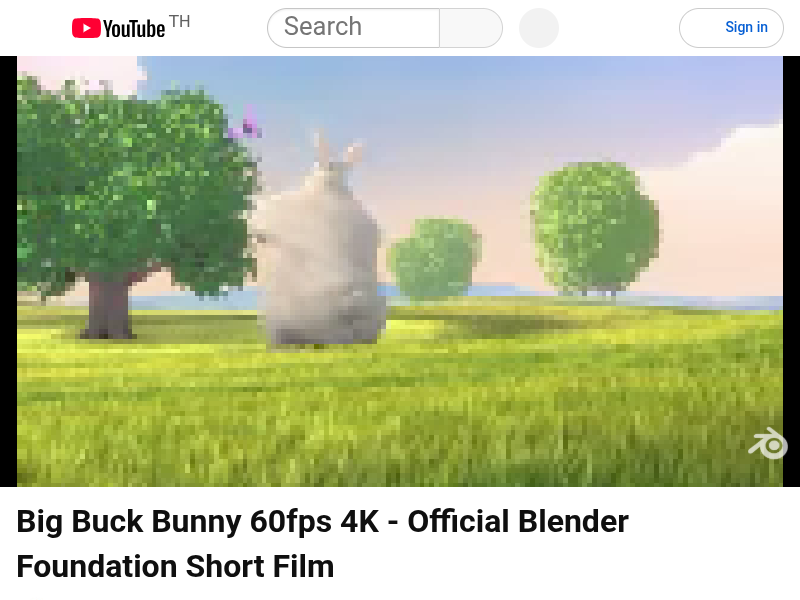 YouTube TH
Search
Sign in
Big Buck Bunny 60fps 4K - Official Blender
Foundation Short Film